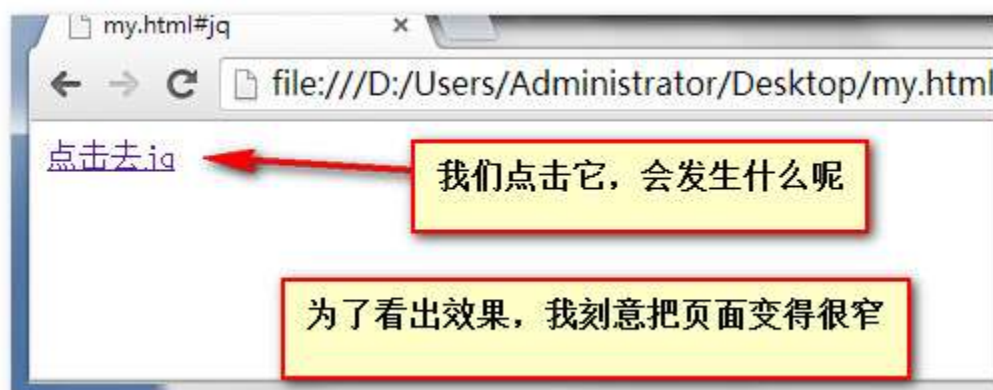 my.html#jq
file:///D:/Users/Administrator/Desktop/my.html
点击去jq
我们点击它，会发生什么呢
为了看出效果，我刻意把页面变得很窄